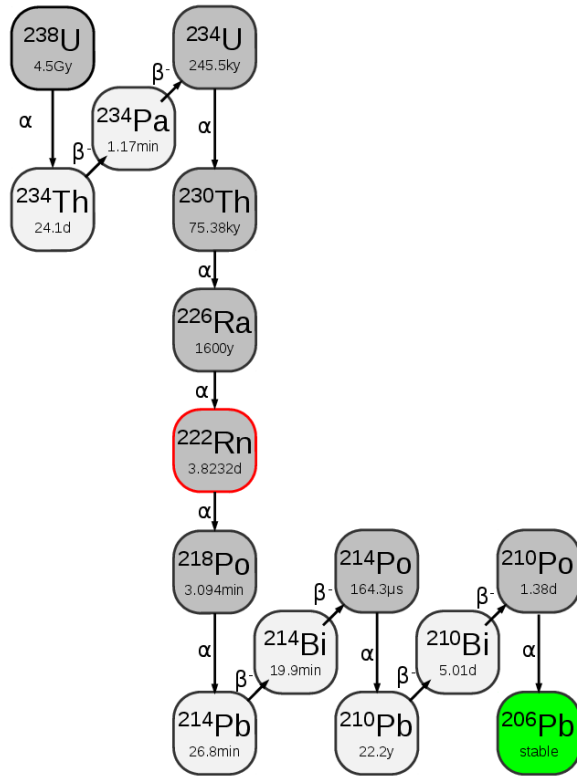 ²³⁸U
4.5Gy
²³⁴U
245.5ky
β⁻
²³⁴Pa
1.17min
α
α
β⁻
²³⁴Th
24.1d
²³⁰Th
75.38ky
α
²²⁶Ra
1600y
α
²²²Rn
3.8232d
α
²¹⁸Po
3.094min
²¹⁴Po
164.3µs
²¹⁰Po
1.38d
β⁻
β⁻
²¹⁴Bi
19.9min
²¹⁰Bi
5.01d
α
α
α
β⁻
β⁻
²¹⁴Pb
26.8min
²¹⁰Pb
22.2y
²⁰⁶Pb
stable